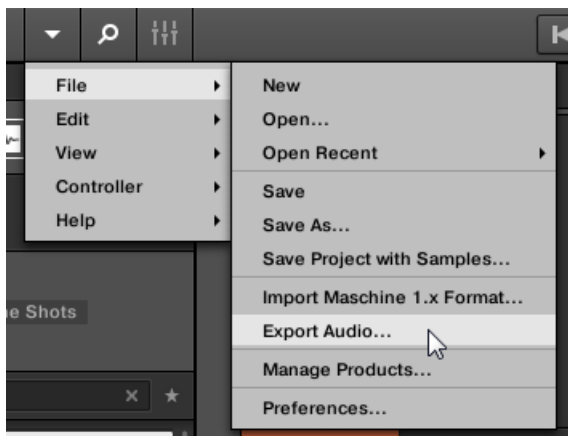 File
Edit
View
Controller
Help
New
Open...
Open Recent
Save
Save As...
Save Project with Samples...
Import Maschine 1.x Format...
Export Audio...
Manage Products...
Preferences...
Shots